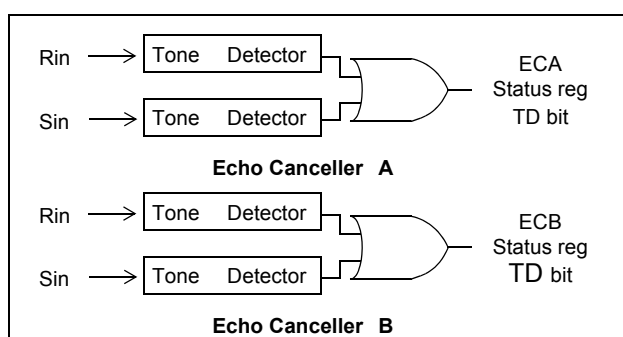 Rin
Tone Detector
ECA
Status reg
TD bit
Sin
Tone Detector
Echo Canceller A
Rin
Tone Detector
ECB
Status reg
TD bit
Sin
Tone Detector
Echo Canceller B